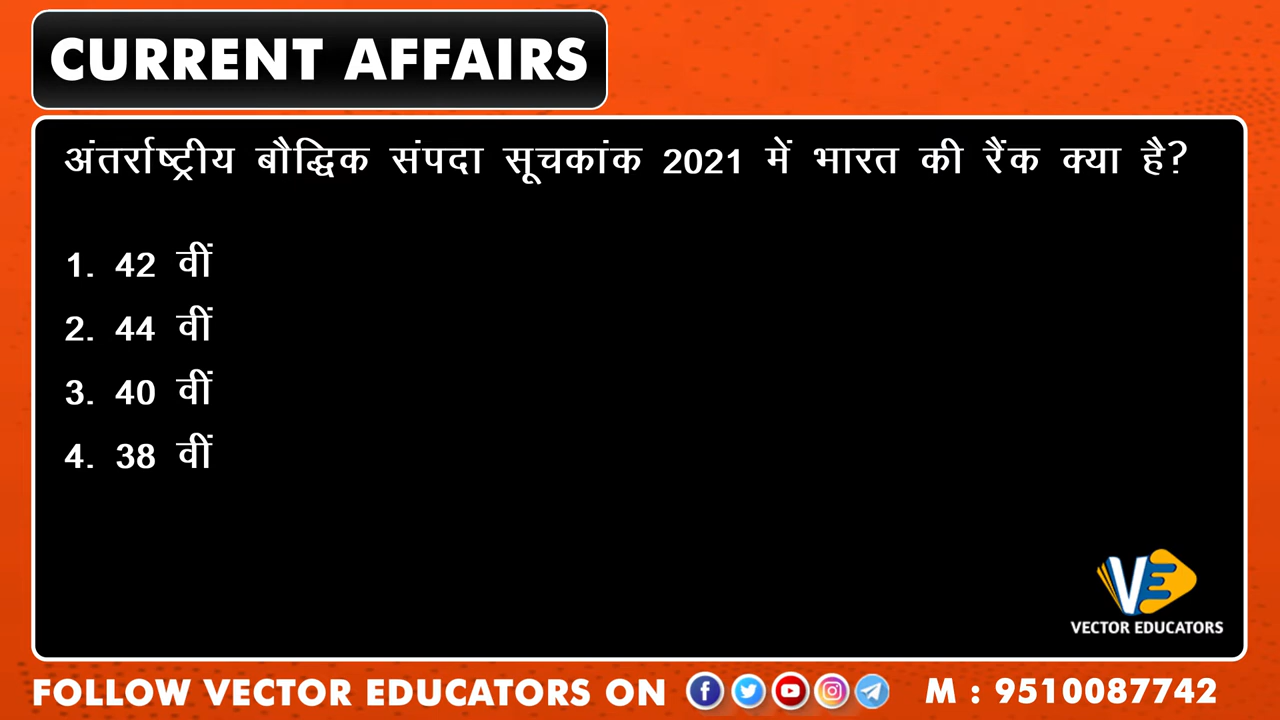 CURRENT AFFAIRS
अंतर्राष्ट्रीय बौद्धिक संपदा सूचकांक 2021 में भारत की रैंक क्या है?
1. 42 वीं
2. 44 वीं
3. 40 वीं
4. 38 वीं
VE
VECTOR EDUCATORS
FOLLOW VECTOR EDUCATORS ON
M : 9510087742